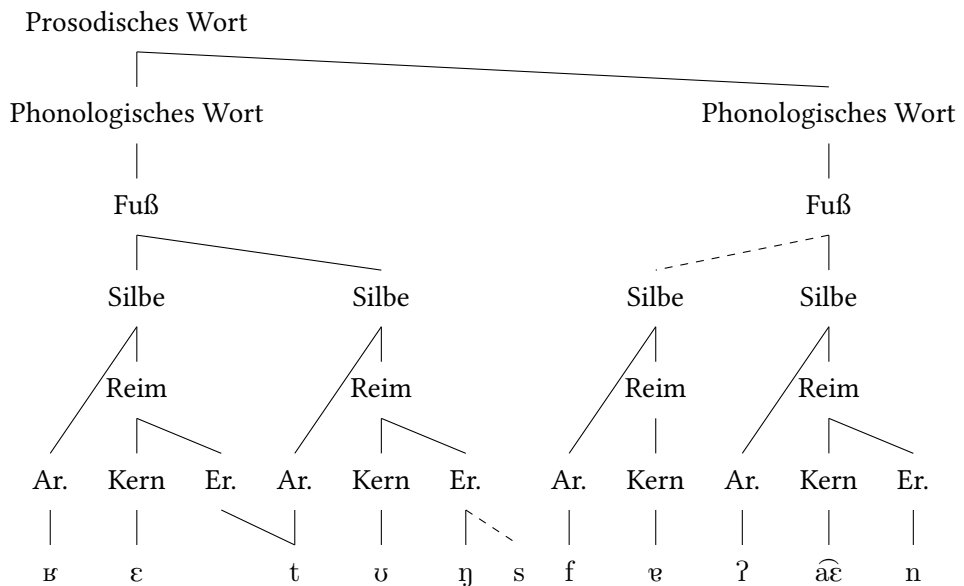 Prosodisches Wort
Phonologisches Wort Phonologisches Wort
Fuß Fuß
Silbe Silbe Silbe Silbe
Reim Reim Reim Reim
Ar. Kern Er. Ar. Kern Er. Ar. Kern Ar. Kern Er.
ʁ ɛ t ʊ ŋ s f ɐ ʔ a͡ɛ n